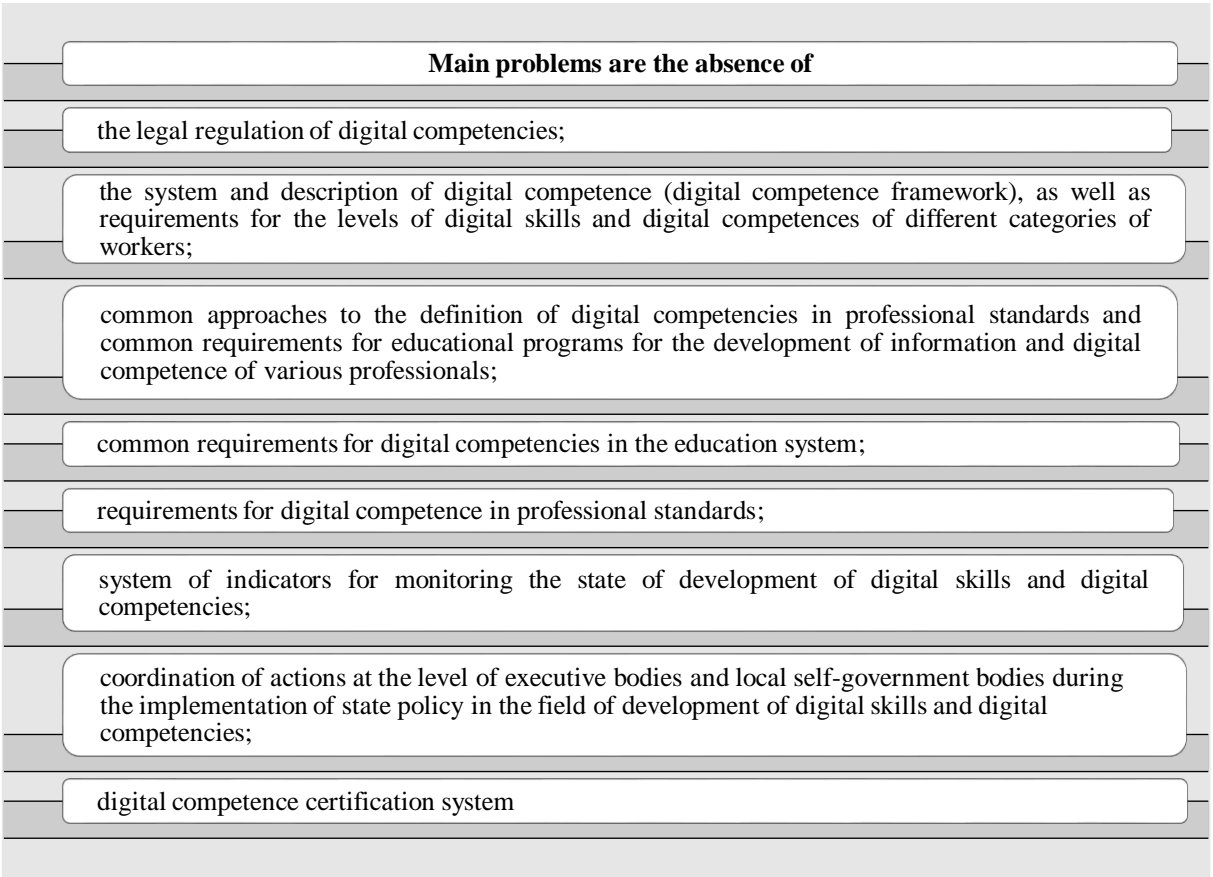 Main problems are the absence of
the legal regulation of digital competencies;
the system and description of digital competence (digital competence framework), as well as
requirements for the levels of digital skills and digital competences of different categories of
workers;
common approaches to the definition of digital competencies in professional standards and
common requirements for educational programs for the development of information and digital
competence of various professionals;
common requirements for digital competencies in the education system;
requirements for digital competence in professional standards;
system of indicators for monitoring the state of development of digital skills and digital
competencies;
coordination of actions at the level of executive bodies and local self-government bodies during
the implementation of state policy in the field of development of digital skills and digital
competencies;
digital competence certification system